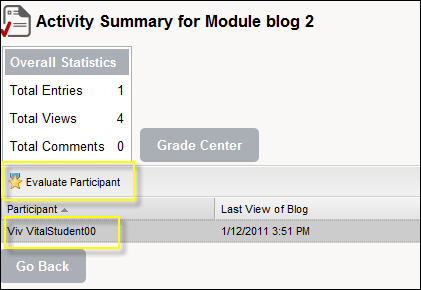 Activity Summary for Module blog 2
Overall Statistics
Total Entries 1
Total Views 4
Total Comments 0
Grade Center
Evaluate Participant
Participant Last View of Blog
Viv VitalStudent00 1/12/2011 3:51 PM
Go Back